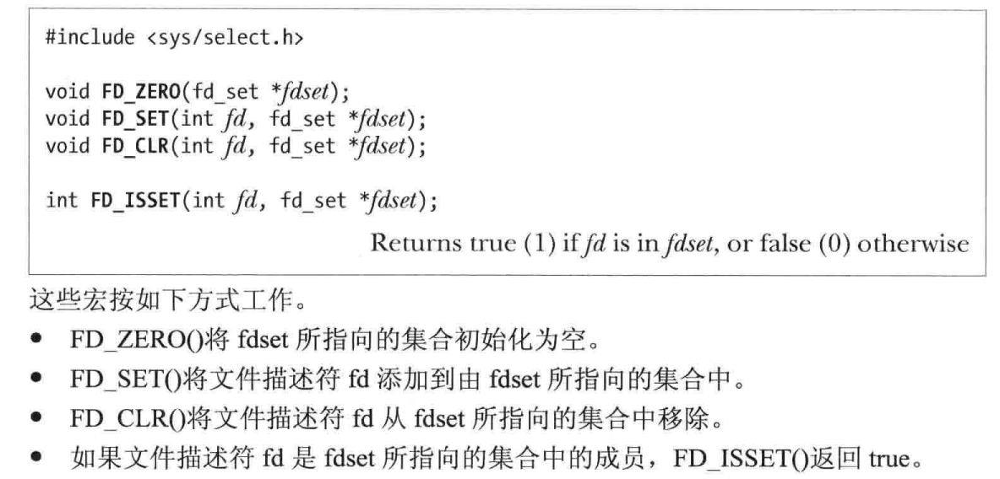 #include <sys/select.h>
void FD_ZERO(fd_set *fdset);
void FD_SET(int fd, fd_set *fdset);
void FD_CLR(int fd, fd_set *fdset);
int FD_ISSET(int fd, fd_set *fdset);
Returns true (1) if fd is in fdset, or false (0) otherwise
这些宏按如下方式工作。
● FD_ZERO()将 fdset 所指向的集合初始化为空。
● FD_SET()将文件描述符 fd 添加到由 fdset 所指向的集合中。
● FD_CLR()将文件描述符 fd 从 fdset 所指向的集合中移除。
● 如果文件描述符 fd 是 fdset 所指向的集合中的成员，FD_ISSET()返回 true。